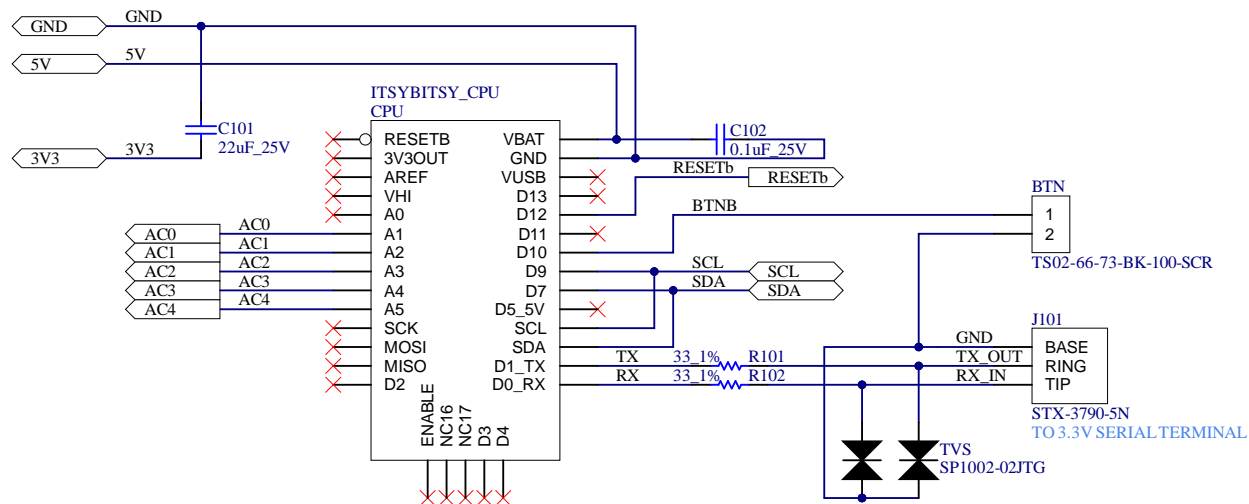 GND GND
5V 5V
ITSYBITSY_CPU
CPU
C101
22uF_25V
3V3 3V3
C102
0.1uF_25V
RESETB VBAT
3V3OUT GND
AREF VUSB
VHI D13
A0 D12 RESETb RESETb
AC0 AC0 A1 D11
AC1 AC1 A2 D10 BTNB
AC2 AC2 A3 D9 SCL SCL
AC3 AC3 A4 D7 SDA SDA
AC4 AC4 A5 D5_5V
SCK SCL
MOSI SDA
MISO D1_TX TX 33_1% R101
D2 D0_RX RX 33_1% R102
ENABLE
NC16
NC17
D3
D4
BTN
1
2
TS02-66-73-BK-100-SCR
J101
GND BASE
TX_OUT RING
RX_IN TIP
STX-3790-5N
TO 3.3V SERIAL TERMINAL
TVS
SP1002-02JTG